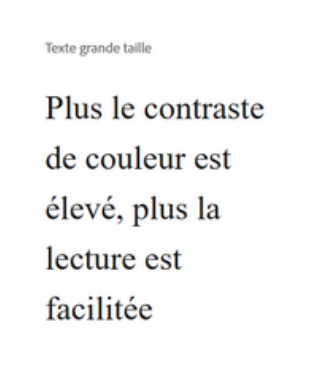 Texte grande taille
Plus le contraste
de couleur est
élevé, plus la
lecture est
facilitée